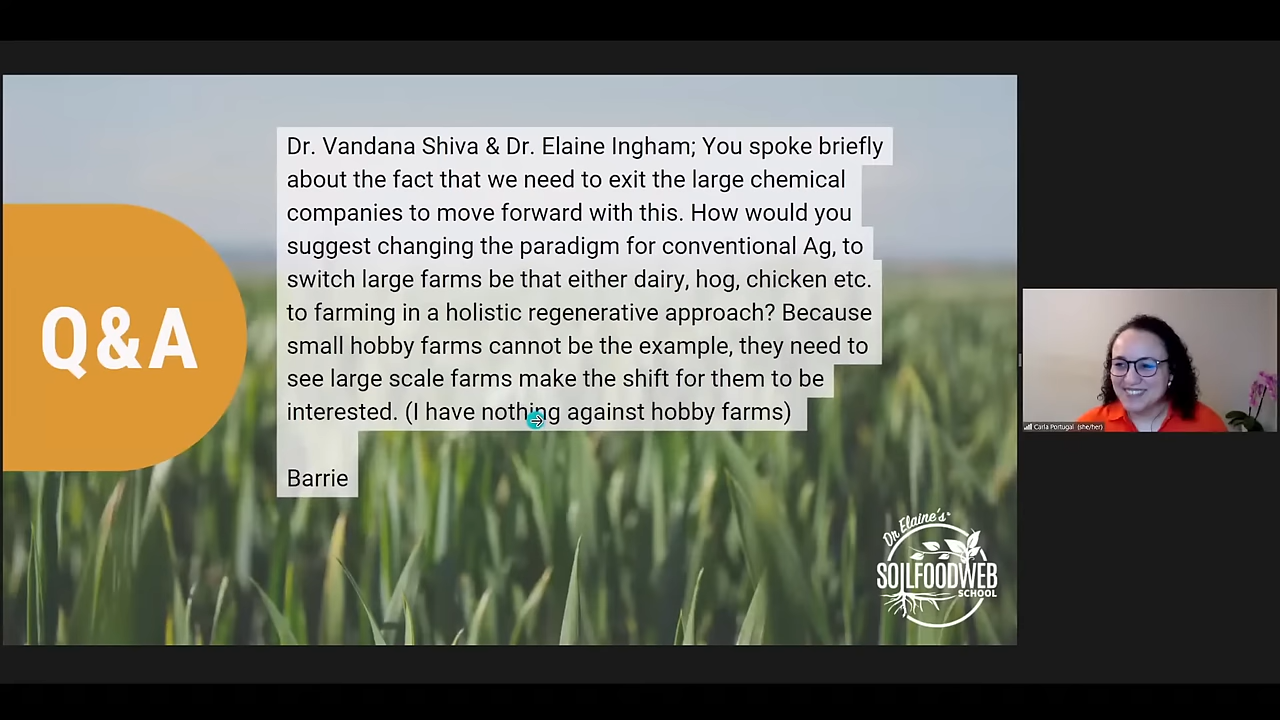 Dr. Vandana Shiva & Dr. Elaine Ingham; You spoke briefly
about the fact that we need to exit the large chemical
companies to move forward with this. How would you
suggest changing the paradigm for conventional Ag, to
switch large farms be that either dairy, hog, chicken etc.
to farming in a holistic regenerative approach? Because
small hobby farms cannot be the example, they need to
see large scale farms make the shift for them to be
interested. (I have nothing against hobby farms)
Barrie
Q&A
Carla Portugal (she/her)
Dr Elaine's®
SOILFOODWEB
SCHOOL